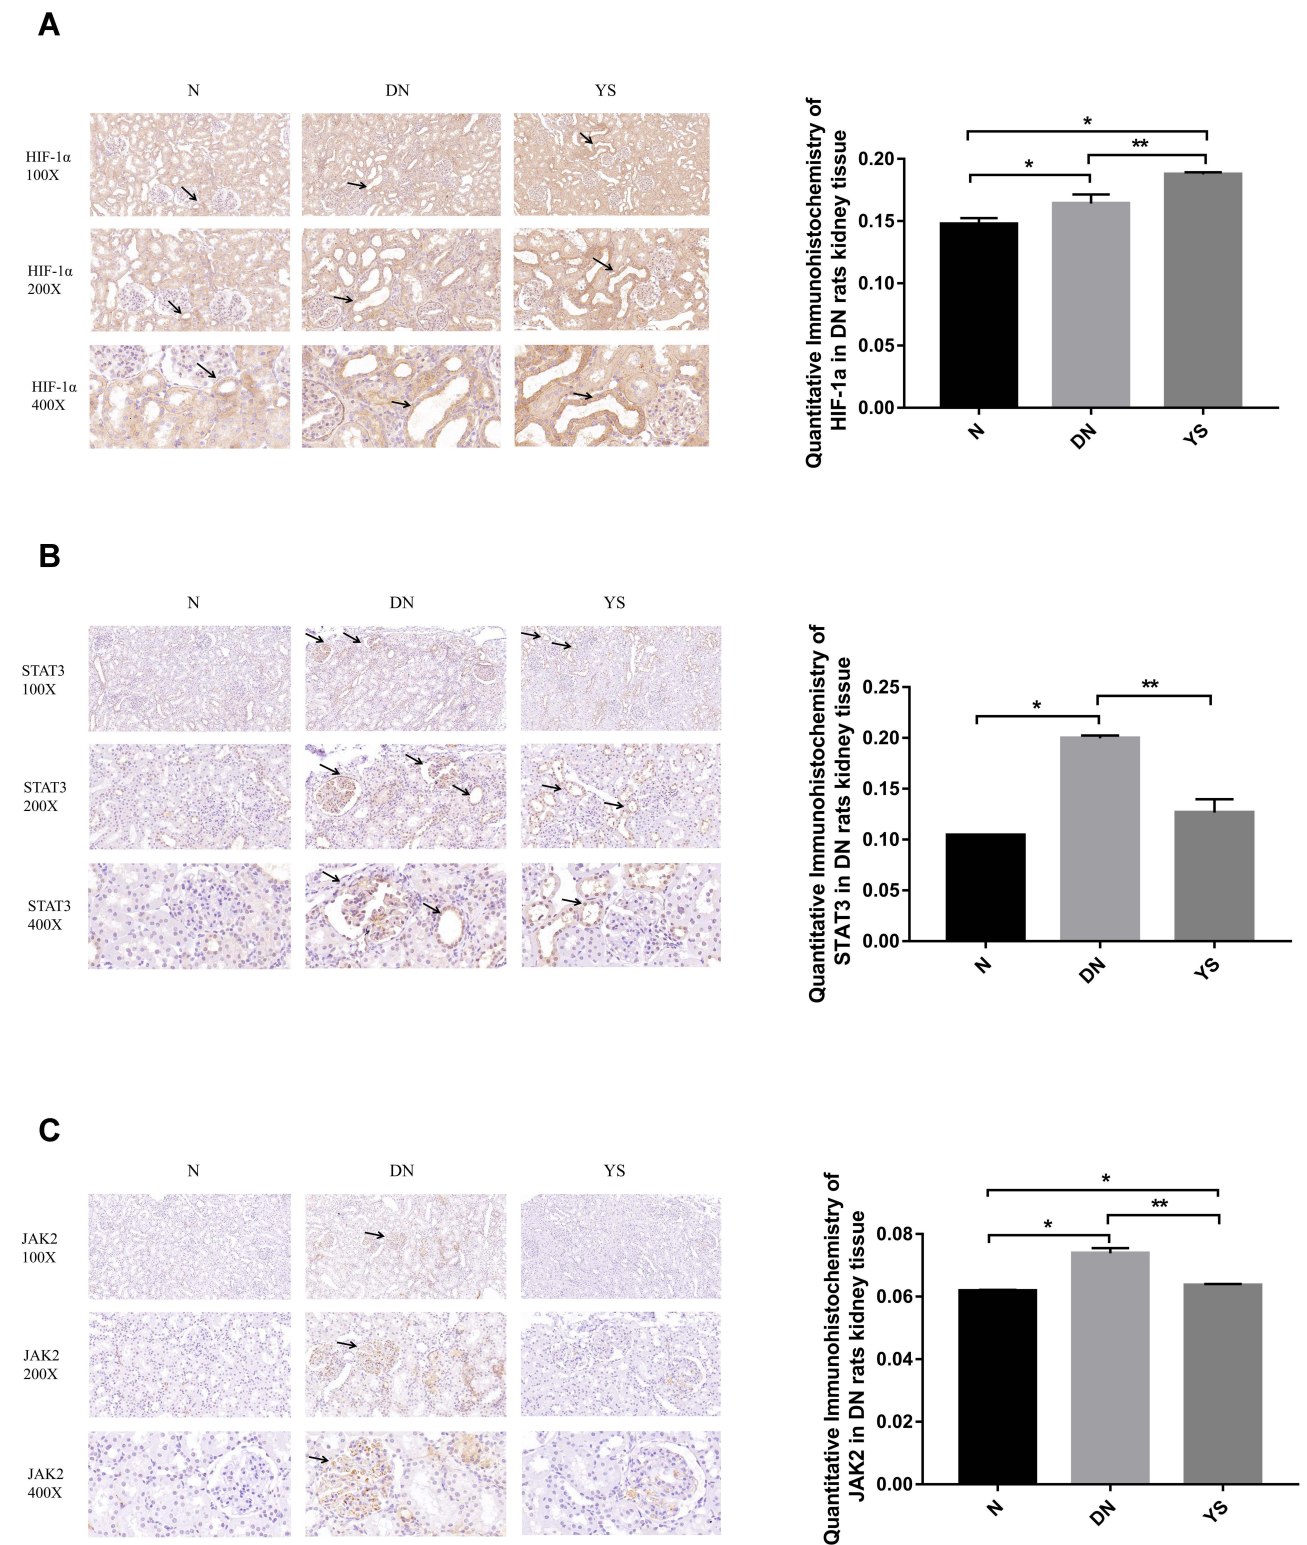 A
N DN YS
HIF-1α
100X
HIF-1α
200X
HIF-1α
400X
Quantitative Immunohistochemistry of
HIF-1a in DN rats kidney tissue
*
**
*
0.20
0.15
0.10
0.05
0.00
N DN YS
B
N DN YS
STAT3
100X
STAT3
200X
STAT3
400X
Quantitative Immunohistochemistry of
STAT3 in DN rats kidney tissue
**
*
0.25
0.20
0.15
0.10
0.05
0.00
N DN YS
C
N DN YS
JAK2
100X
JAK2
200X
JAK2
400X
Quantitative Immunohistochemistry of
JAK2 in DN rats kidney tissue
*
**
*
0.08
0.06
0.04
0.02
0.00
N DN YS